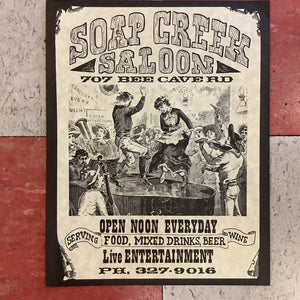 SOAP CREEK
SALOON
707 BEE CAVE RD
OPEN NOON EVERYDAY
SERVING FOOD, MIXED DRINKS, BEER WINE
Live ENTERTAINMENT
PH. 327-9016